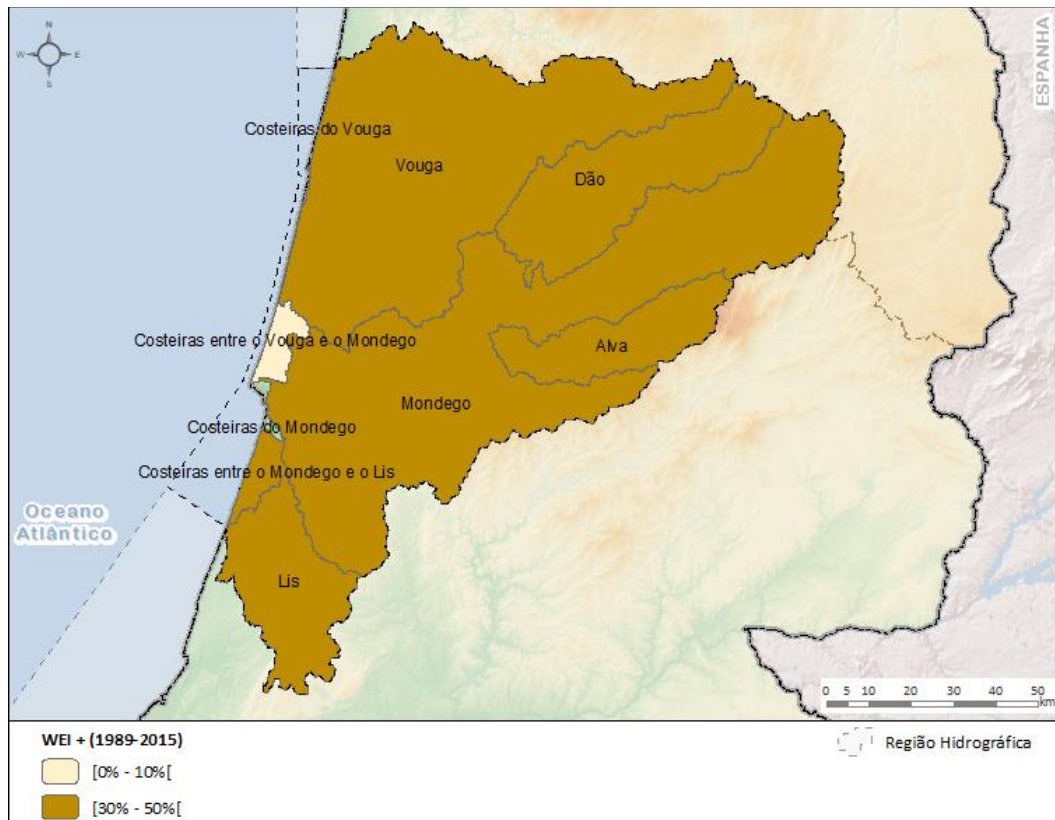 N
W
E
S
ESPANHA
Costeiras do Vouga
Vouga
Dão
Costeiras entre o Vouga e o Mondego
Alva
Mondego
Costeiras do Mondego
Costeiras entre o Mondego e o Lis
Oceano
Atlântico
Lis
0 5 10 20 30 40 50
km
WEI + (1989-2015)
[0% - 10%[
[30% - 50%[
Região Hidrográfica